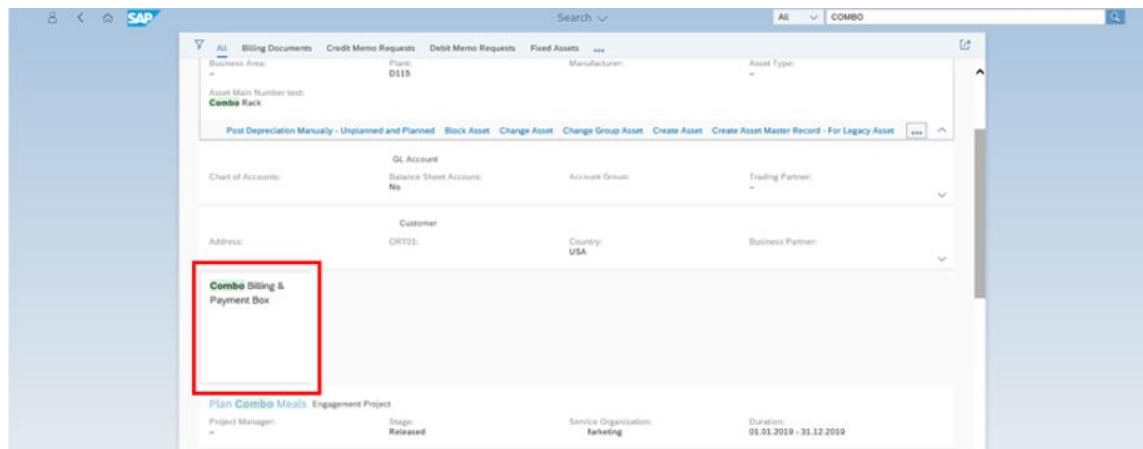 SAP Search All COMBO
All Billing Documents Credit Memo Requests Debit Memo Requests Fixed Assets ...
Business Area: Plant: Manufacturer: Asset Type:
– D115 –
Asset Main Number text:
Combo Rack
Post Depreciation Manually - Unplanned and Planned Block Asset Change Asset Change Group Asset Create Asset Create Asset Master Record - For Legacy Asset ...
GL Account
Chart of Accounts: Balance Sheet Account: Account Group: Trading Partner:
No –
Customer
Address: ORT01: Country: Business Partner:
USA
Combo Billing &
Payment Box
Plan Combo Meals Engagement Project
Project Manager: Stage: Service Organization: Duration:
– Released farketing 01.01.2019 - 31.12.2019